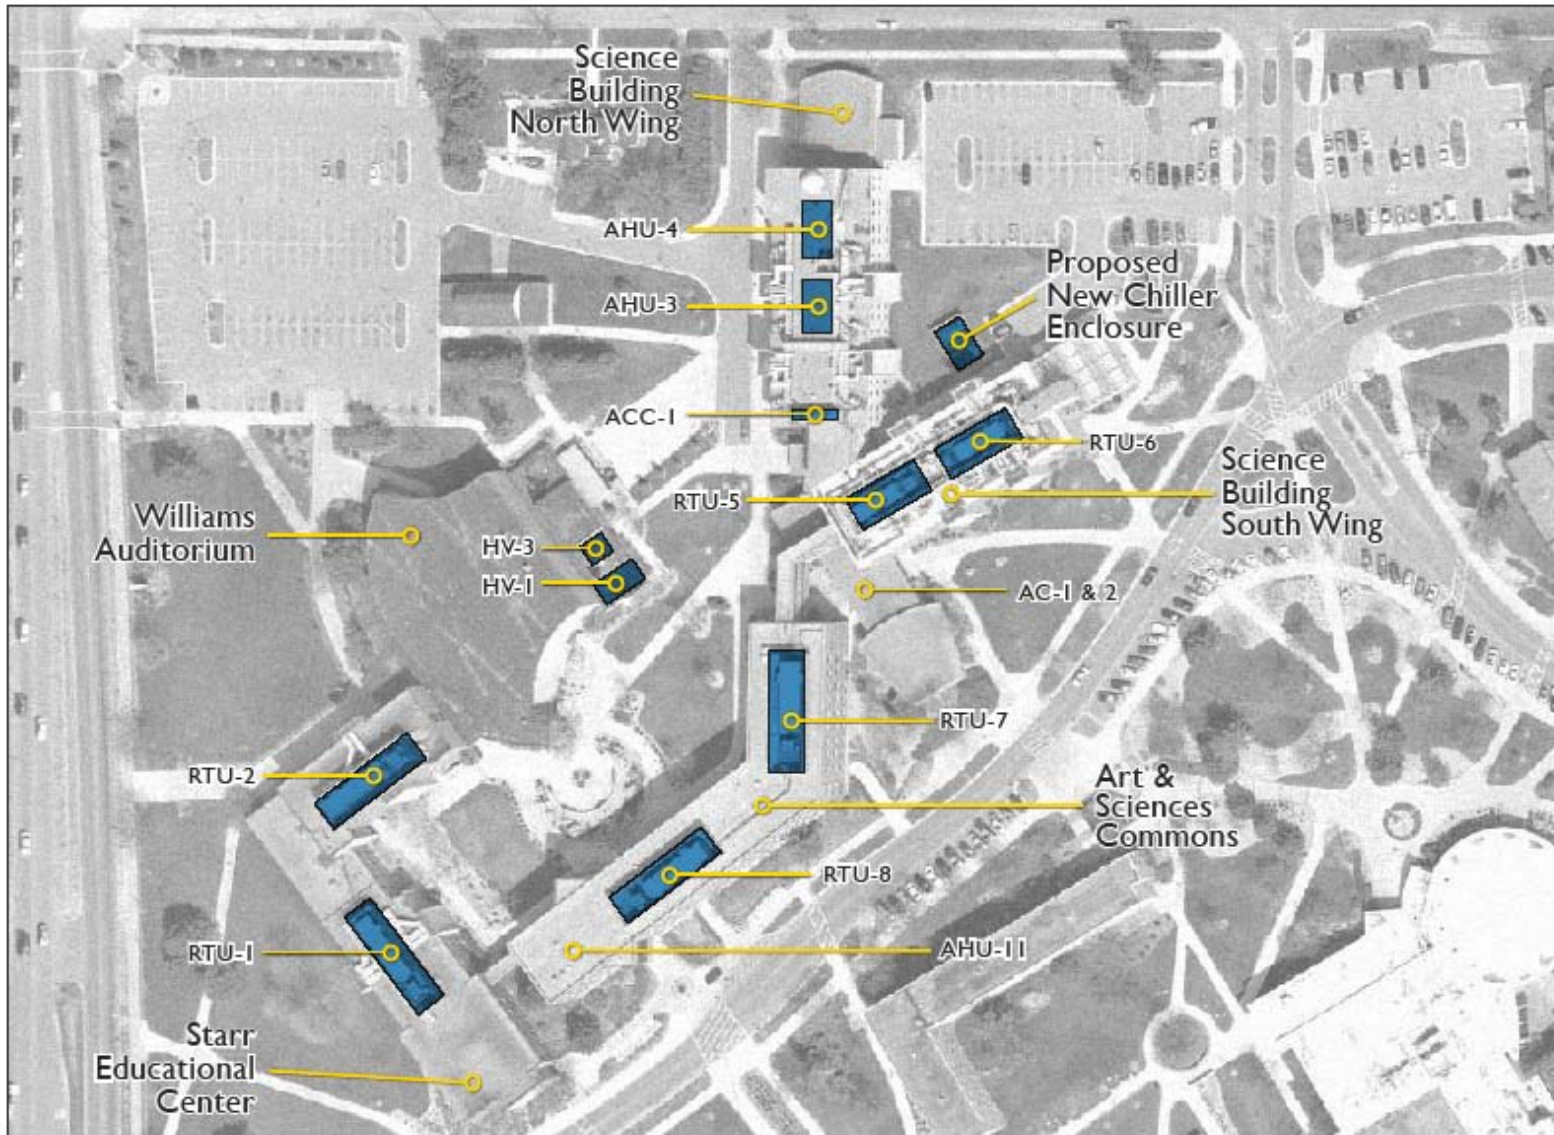 Science
Building
North Wing
AHU-4
AHU-3
Proposed
New Chiller
Enclosure
ACC-1
RTU-6
RTU-5
Science
Building
South Wing
Williams
Auditorium
HV-3
HV-1
AC-1 & 2
RTU-7
RTU-2
Art &
Sciences
Commons
RTU-8
RTU-1
AHU-11
Starr
Educational
Center